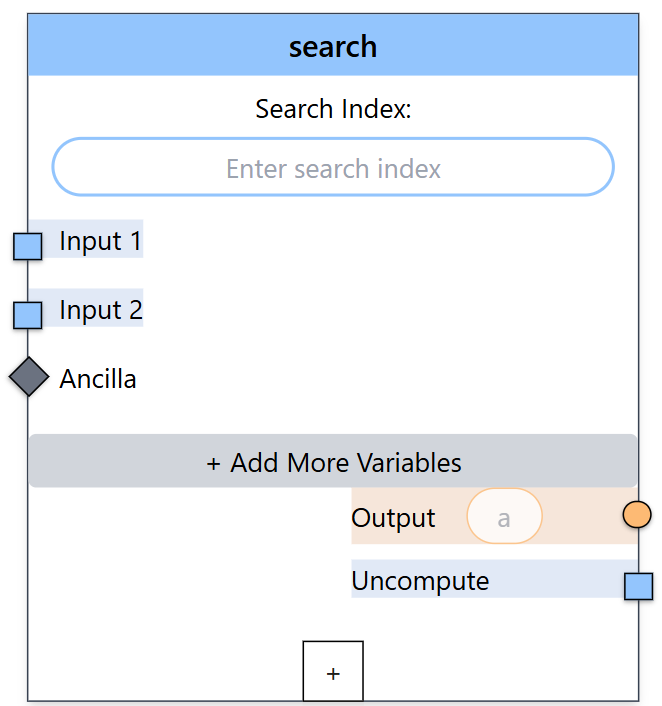 search
Search Index:
Enter search index
Input 1
Input 2
Ancilla
+ Add More Variables
Output a
Uncompute
+